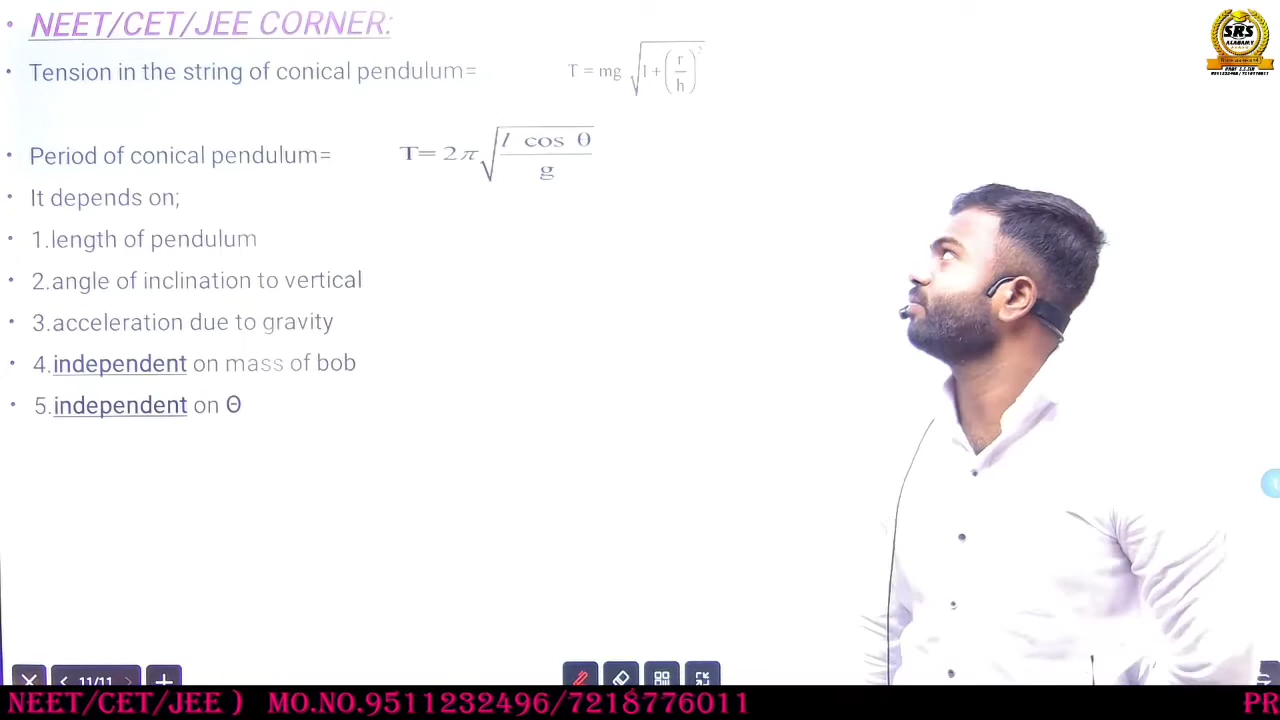 • NEET/CET/JEE CORNER:
• Tension in the string of conical pendulum= T = mg √(1 + (r/h)²)
• Period of conical pendulum= T= 2π √(l cos θ / g)
• It depends on;
• 1.length of pendulum
• 2.angle of inclination to vertical
• 3.acceleration due to gravity
• 4.independent on mass of bob
• 5.independent on Θ
SRS
ACADAMY
9511232496/7218776011
11/11
NEET/CET/JEE ) MO.NO.9511232496/7218776011 PR